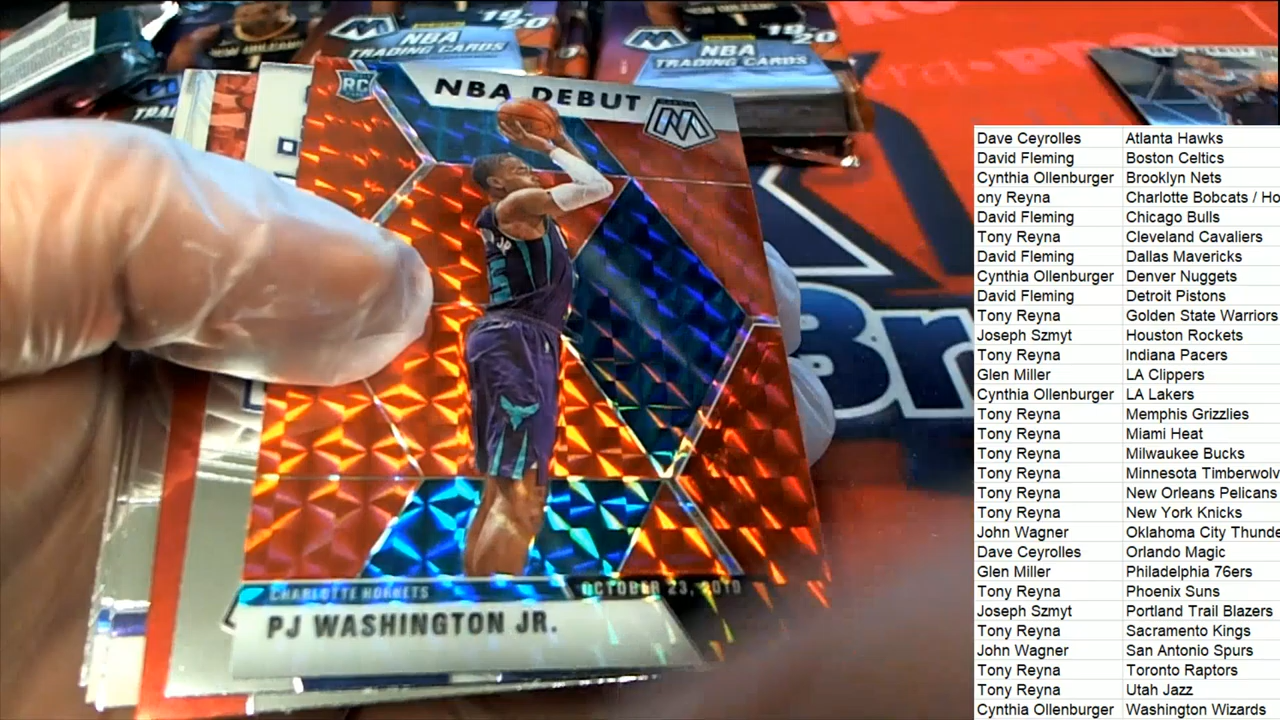 19-20
NBA
TRADING CARDS
19-20
NBA
TRADING CARDS
RC
NBA DEBUT
CHARLOTTE HORNETS
OCTOBER 23, 2019
PJ WASHINGTON JR.
Br
Dave Ceyrolles Atlanta Hawks
David Fleming Boston Celtics
Cynthia Ollenburger Brooklyn Nets
ony Reyna Charlotte Bobcats / Ho
David Fleming Chicago Bulls
Tony Reyna Cleveland Cavaliers
David Fleming Dallas Mavericks
Cynthia Ollenburger Denver Nuggets
David Fleming Detroit Pistons
Tony Reyna Golden State Warriors
Joseph Szmyt Houston Rockets
Tony Reyna Indiana Pacers
Glen Miller LA Clippers
Cynthia Ollenburger LA Lakers
Tony Reyna Memphis Grizzlies
Tony Reyna Miami Heat
Tony Reyna Milwaukee Bucks
Tony Reyna Minnesota Timberwolv
Tony Reyna New Orleans Pelicans
Tony Reyna New York Knicks
John Wagner Oklahoma City Thunde
Dave Ceyrolles Orlando Magic
Glen Miller Philadelphia 76ers
Tony Reyna Phoenix Suns
Joseph Szmyt Portland Trail Blazers
Tony Reyna Sacramento Kings
John Wagner San Antonio Spurs
Tony Reyna Toronto Raptors
Tony Reyna Utah Jazz
Cynthia Ollenburger Washington Wizards